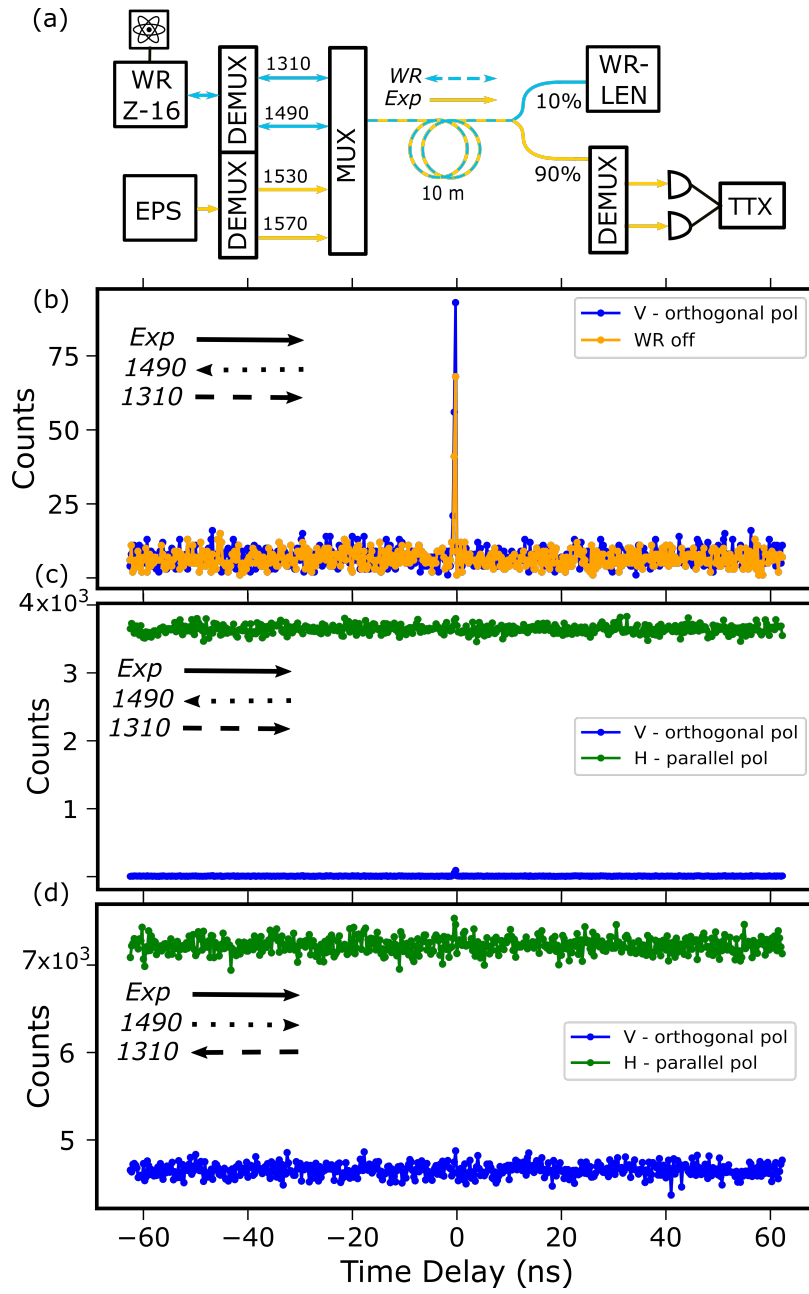 (a)
WR
Z-16
DEMUX
DEMUX
1310
1490
1530
1570
EPS
MUX
WR
Exp
10 m
10%
90%
WR-
LEN
DEMUX
TTX
(b)
V - orthogonal pol
WR off
Exp
1490
1310
75
50
25
Counts
(c)
4x10³
3
2
1
Counts
Exp
1490
1310
V - orthogonal pol
H - parallel pol
(d)
7x10³
6
5
Counts
Exp
1490
1310
V - orthogonal pol
H - parallel pol
−60 −40 −20 0 20 40 60
Time Delay (ns)